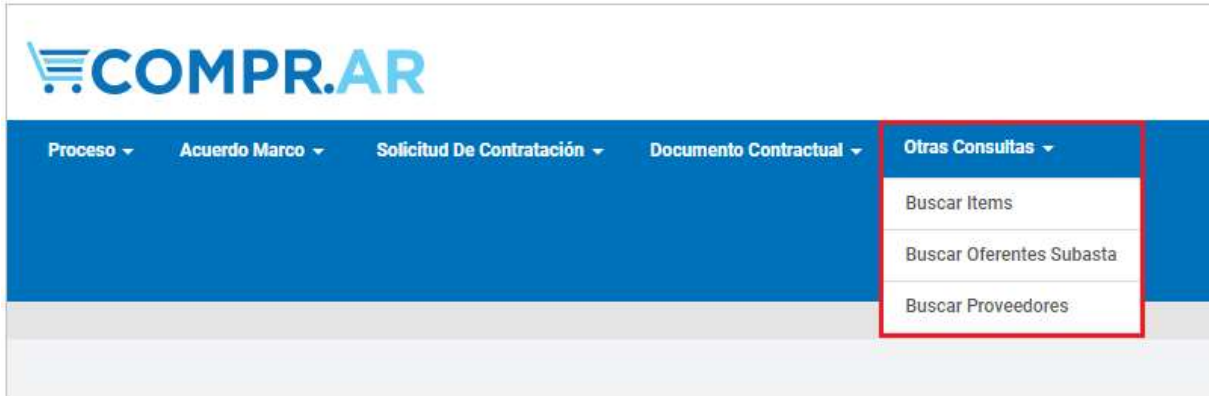 COMPR.AR
Proceso Acuerdo Marco Solicitud De Contratación Documento Contractual Otras Consultas
Buscar Items
Buscar Oferentes Subasta
Buscar Proveedores